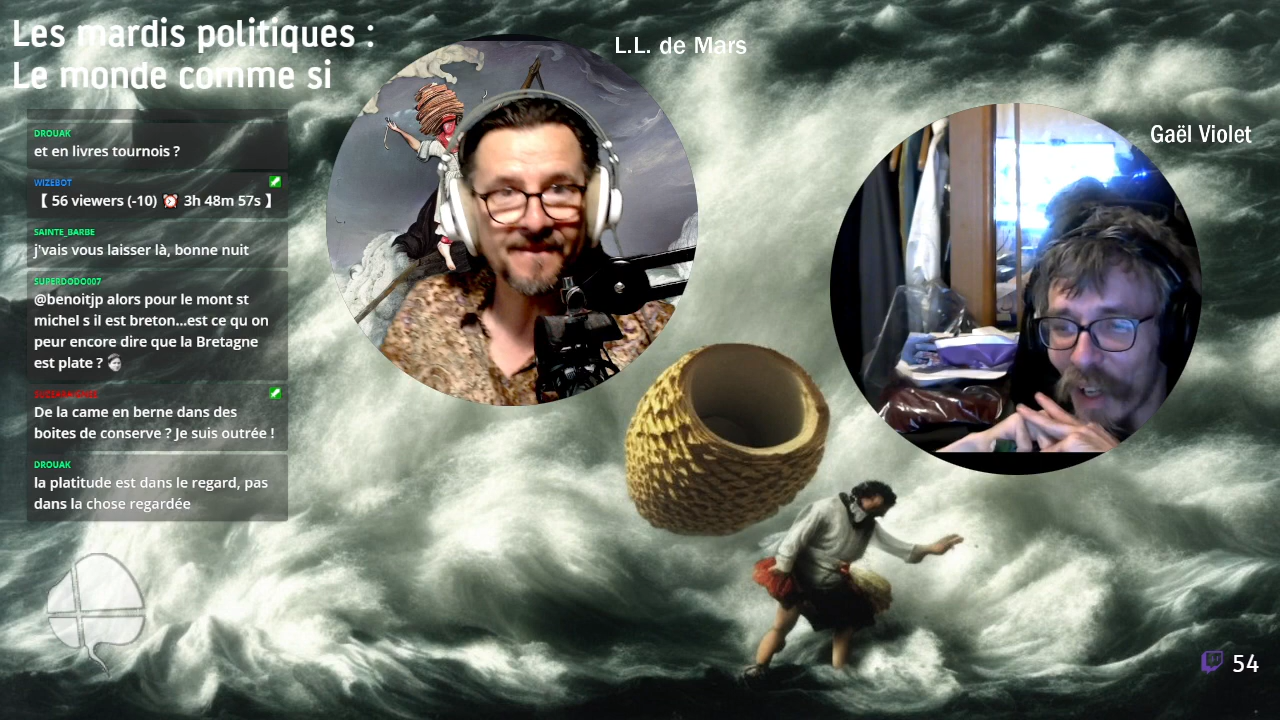 Les mardis politiques :
Le monde comme si
L.L. de Mars
Gaël Violet
DROUAK
et en livres tournois ?
WIZEBOT
【 56 viewers (-10) ⏰ 3h 48m 57s 】
SAINTE_BARBE
j'vais vous laisser là, bonne nuit
SUPERDODO007
@benoitjp alors pour le mont st
michel s il est breton...est ce qu on
peur encore dire que la Bretagne
est plate ?
De la came en berne dans des
boites de conserve ? Je suis outrée !
DROUAK
la platitude est dans le regard, pas
dans la chose regardée
54